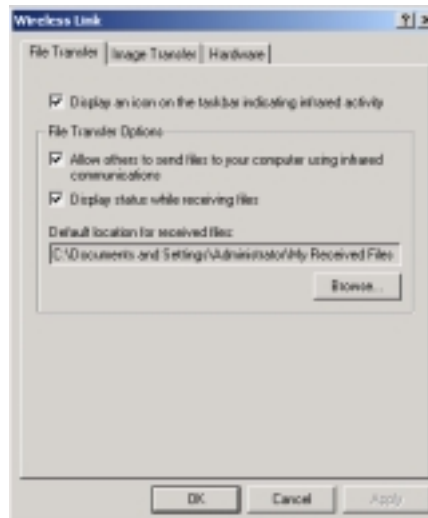 Wireless Link
File Transfer Image Transfer Hardware
Display an icon on the taskbar indicating infrared activity
File Transfer Options
Allow others to send files to your computer using infrared
communications
Display status while receiving files
Default location for received files:
C:\Documents and Settings\Administrator\My Received Files
Browse...
OK Cancel Apply